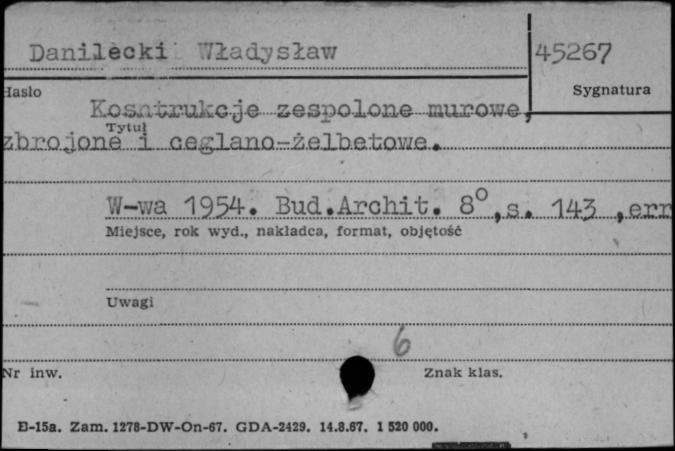 Danilecki Władysław 45267
Hasło Sygnatura
Kosntrukcje zespolone murowe,
Tytuł
zbrojone i ceglano-żelbetowe.
W-wa 1954. Bud.Archit. 8⁰,s. 143 ,err
Miejsce, rok wyd., nakładca, format, objętość
Uwagi
6
Nr inw. Znak klas.
B-15a. Zam. 1278-DW-On-67. GDA-2429. 14.8.67. 1 520 000.